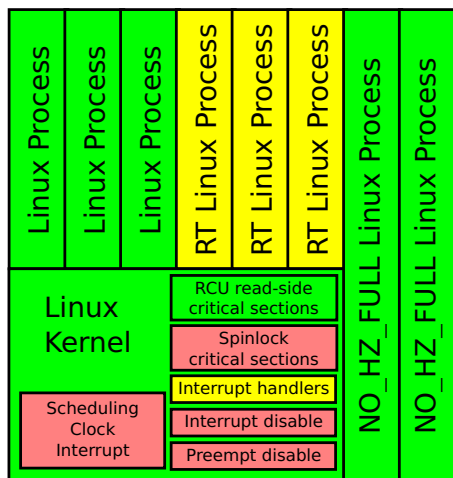 Linux Process
Linux Process
Linux Process
RT Linux Process
RT Linux Process
RT Linux Process
NO_HZ_FULL Linux Process
NO_HZ_FULL Linux Process
Linux
Kernel
RCU read-side
critical sections
Spinlock
critical sections
Interrupt handlers
Scheduling
Clock
Interrupt
Interrupt disable
Preempt disable